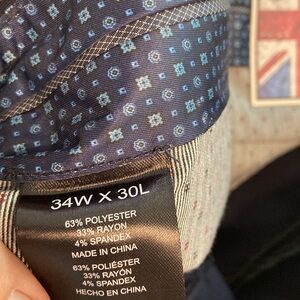 34W X 30L
63% POLYESTER
33% RAYON
4% SPANDEX
MADE IN CHINA
63% POLIÉSTER
33% RAYON
4% SPANDEX
HECHO EN CHINA